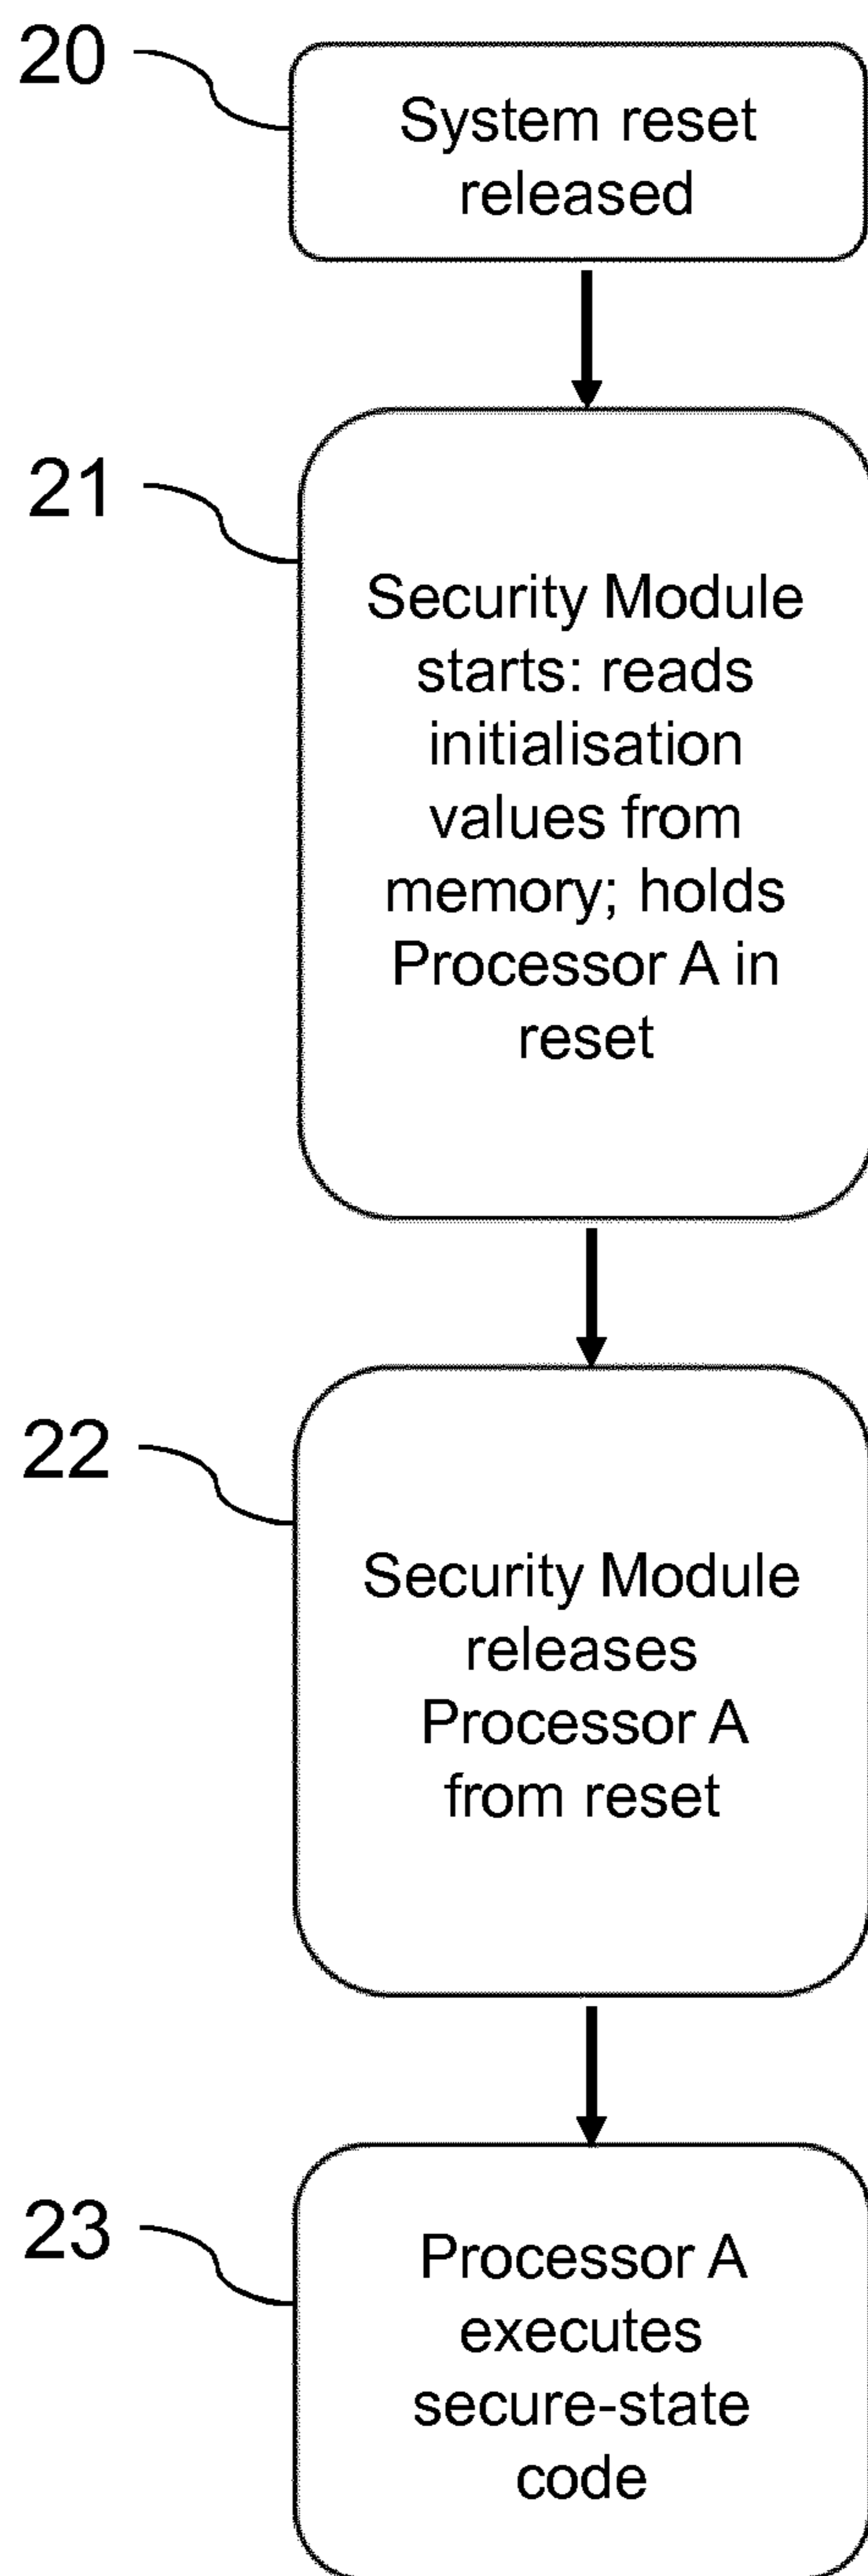 20
System reset
released
21
Security Module
starts: reads
initialisation
values from
memory; holds
Processor A in
reset
22
Security Module
releases
Processor A
from reset
23
Processor A
executes
secure-state
code